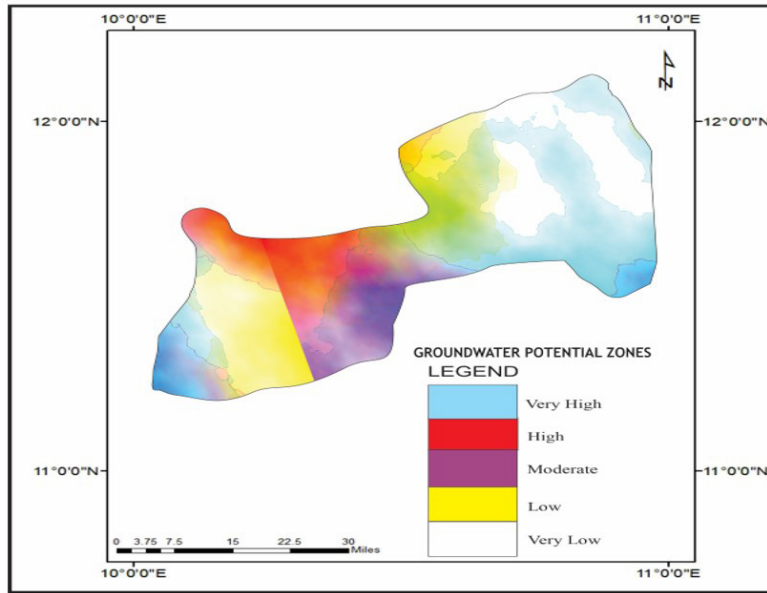 10°0'0"E 11°0'0"E
N
12°0'0"N 12°0'0"N
GROUNDWATER POTENTIAL ZONES
LEGEND
Very High
High
Moderate
Low
Very Low
11°0'0"N 11°0'0"N
0 3.75 7.5 15 22.5 30
Miles
10°0'0"E 11°0'0"E